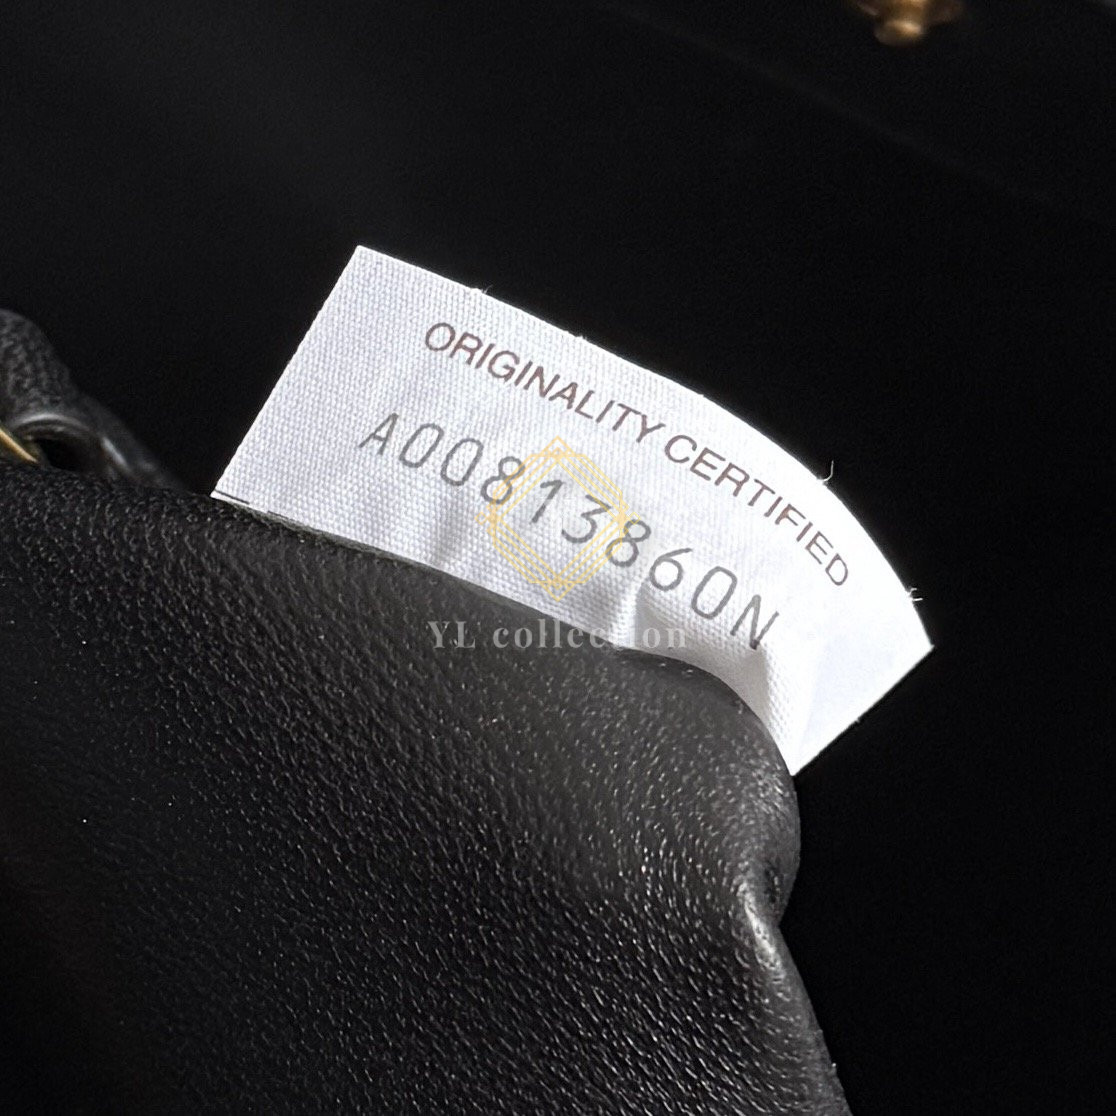 ORIGINALITY CERTIFIED
A00813860N
YL collection